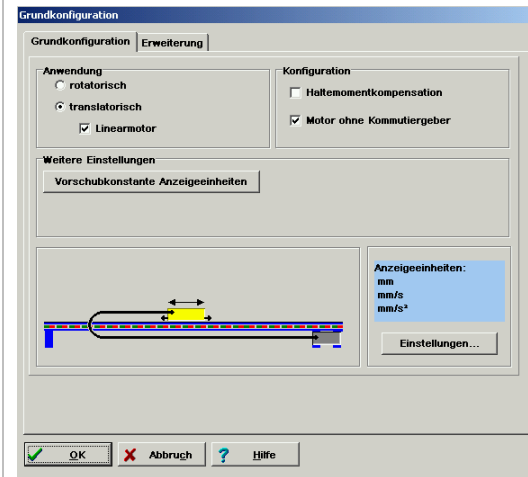 Grundkonfiguration
Grundkonfiguration Erweiterung
Anwendung
rotatorisch
translatorisch
Linearmotor
Konfiguration
Haltemomentkompensation
Motor ohne Kommutiergeber
Weitere Einstellungen
Vorschubkonstante Anzeigeeinheiten
Anzeigeeinheiten:
mm
mm/s
mm/s²
Einstellungen...
OK Abbruch Hilfe